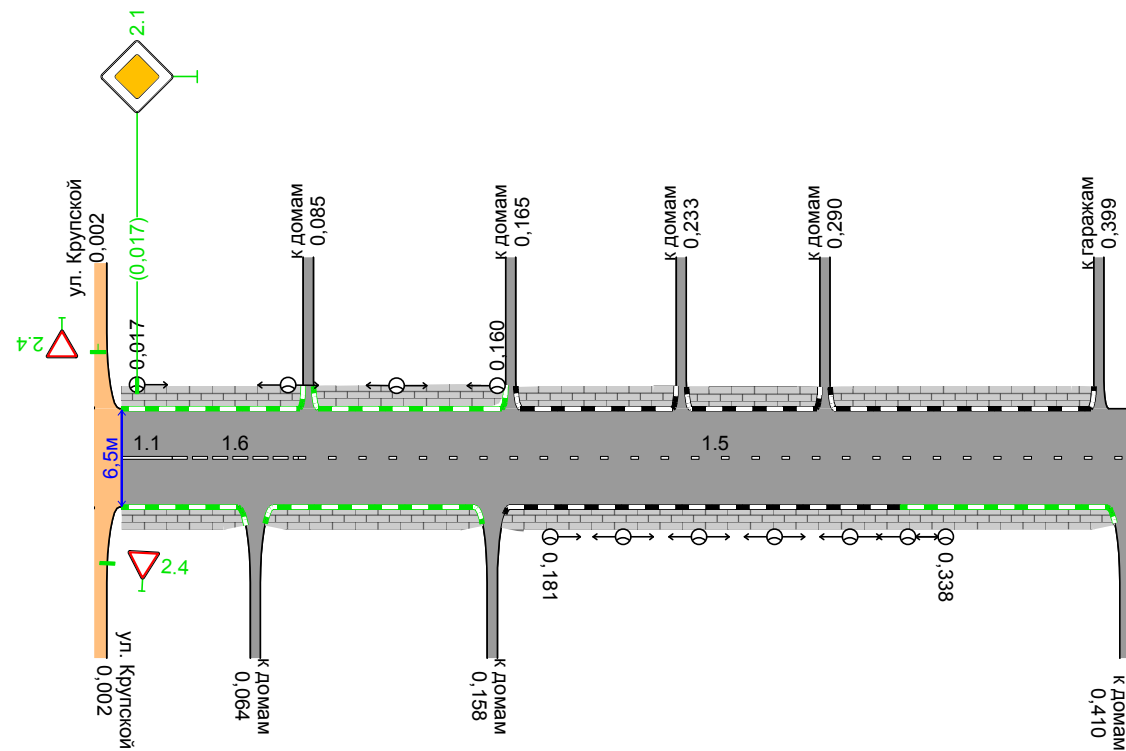 2.1
(0,017)
ул. Крупской
0,002
2.4
0,017
к домам
0,085
0,160
к домам
0,165
к домам
0,233
к домам
0,290
к гаражам
0,399
6,5м
1.1
1.6
1.5
2.4
ул. Крупской
0,002
к домам
0,064
к домам
0,158
0,181
0,338
к домам
0,410